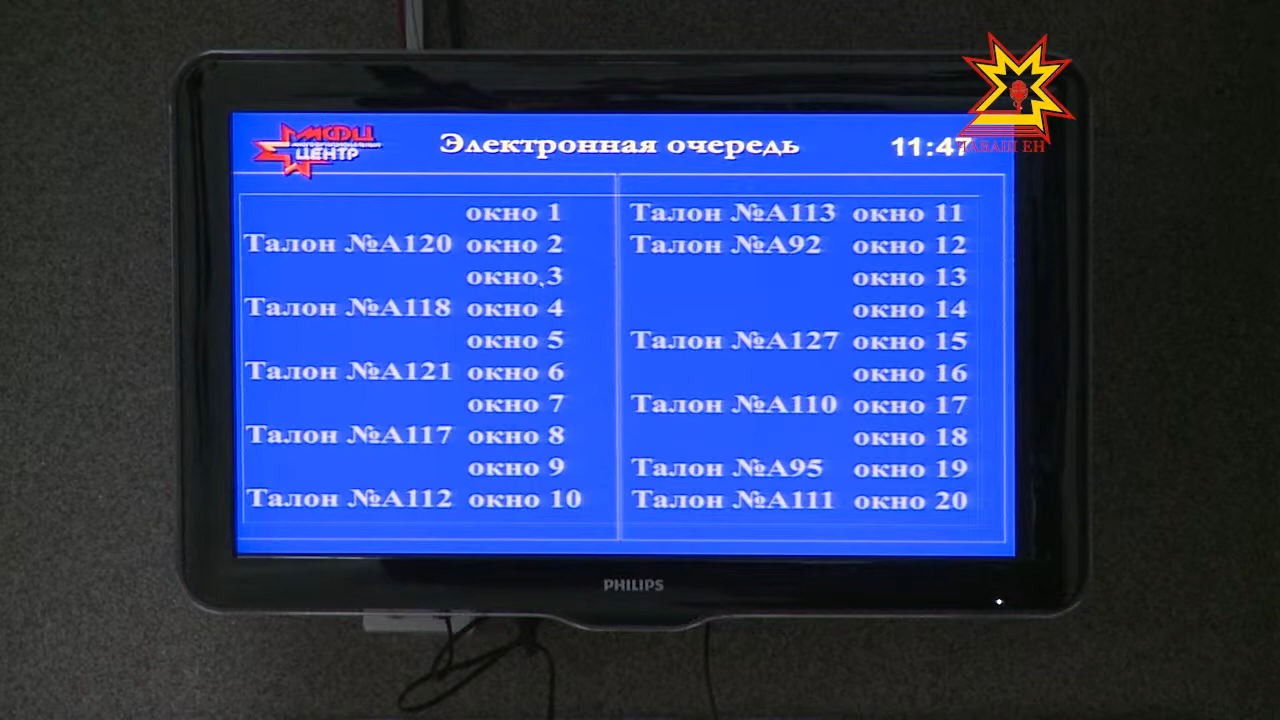 МФЦ
ЦЕНТР
Электронная очередь
11:47
ЧĂВАШ ЕН
окно 1
Талон №А120 окно 2
окно 3
Талон №А118 окно 4
окно 5
Талон №А121 окно 6
окно 7
Талон №А117 окно 8
окно 9
Талон №А112 окно 10
Талон №А113 окно 11
Талон №А92 окно 12
окно 13
окно 14
Талон №А127 окно 15
окно 16
Талон №А110 окно 17
окно 18
Талон №А95 окно 19
Талон №А111 окно 20
PHILIPS